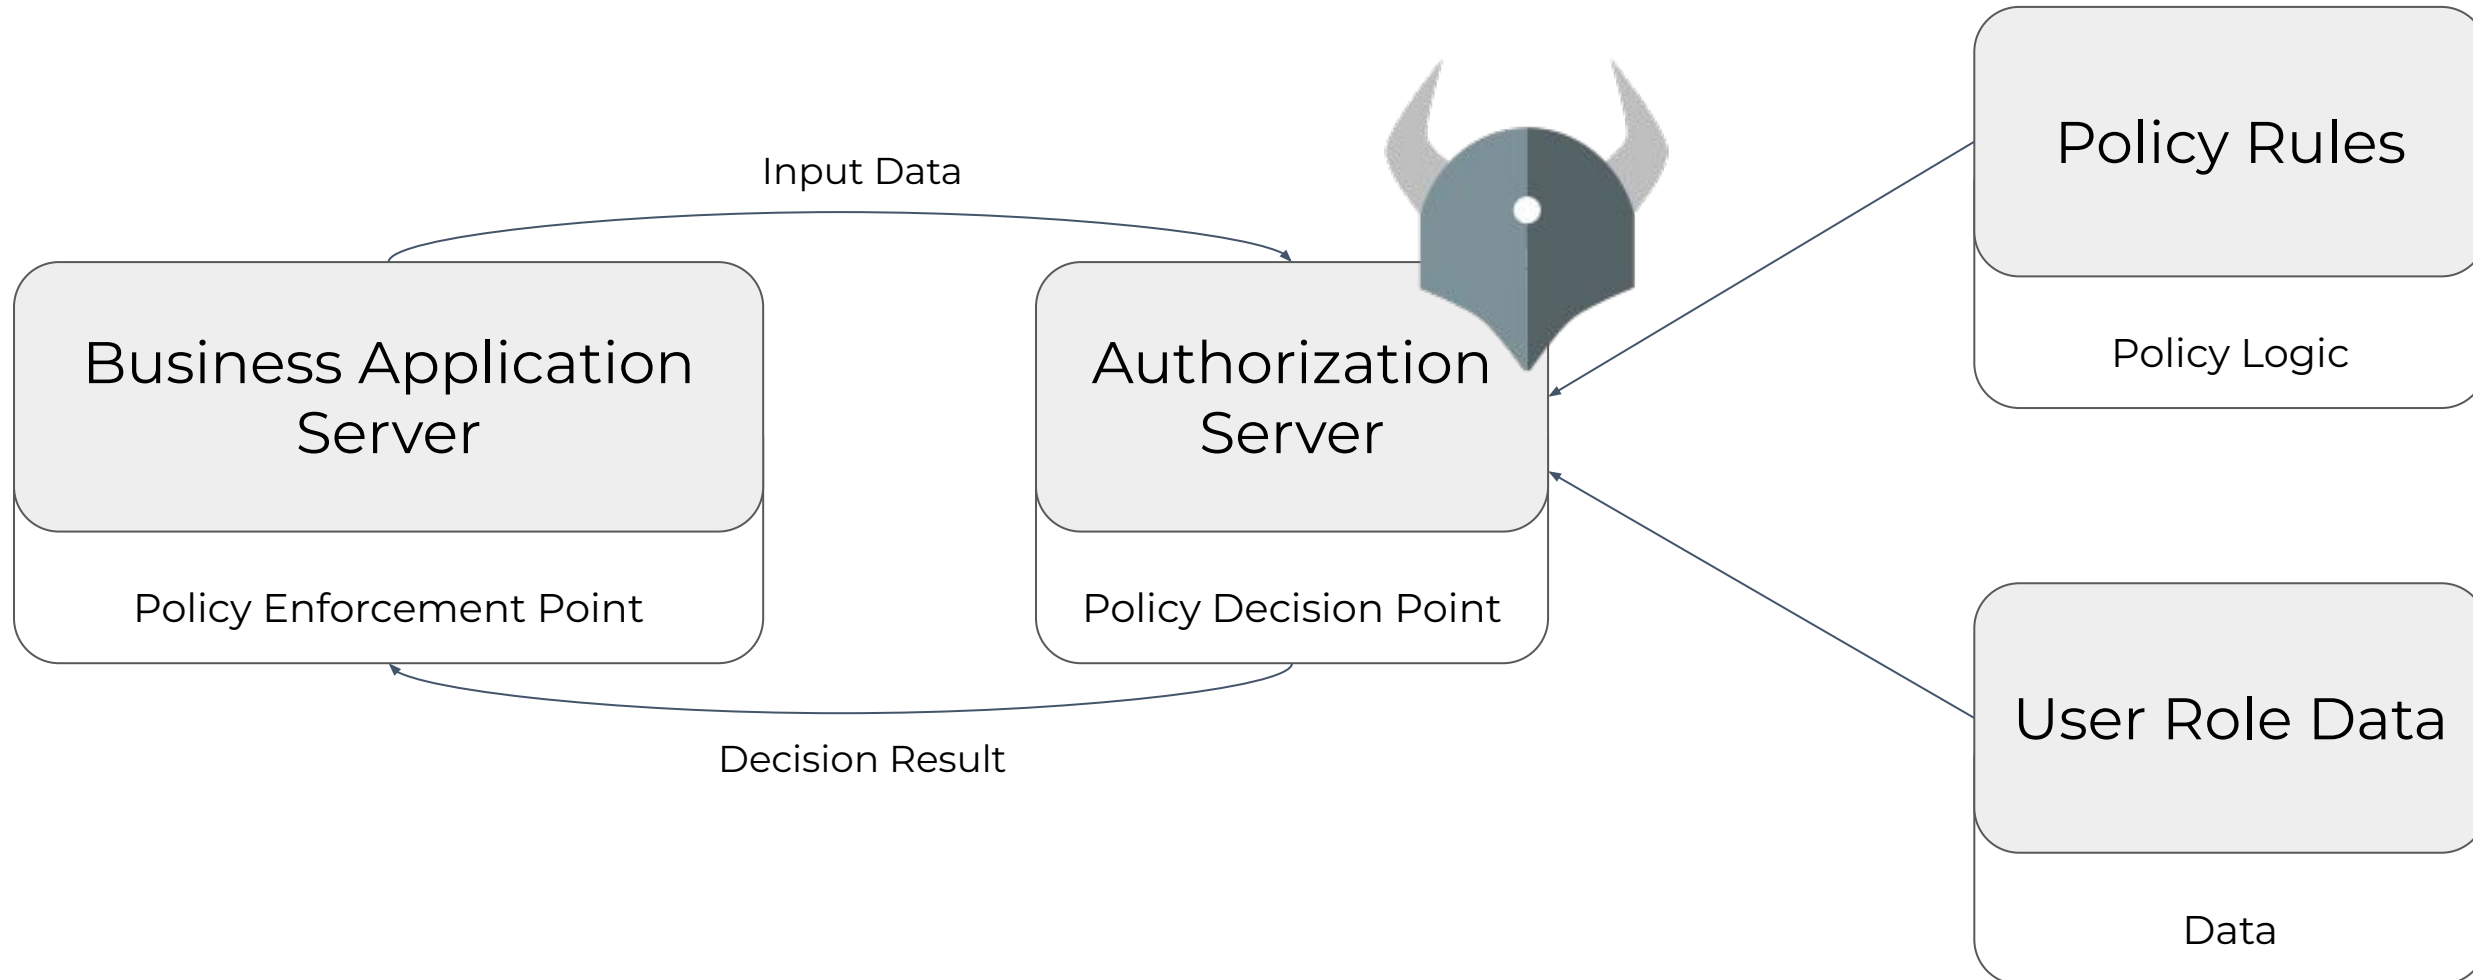 Input Data
Business Application
Server
Policy Enforcement Point
Authorization
Server
Policy Decision Point
Decision Result
Policy Rules
Policy Logic
User Role Data
Data